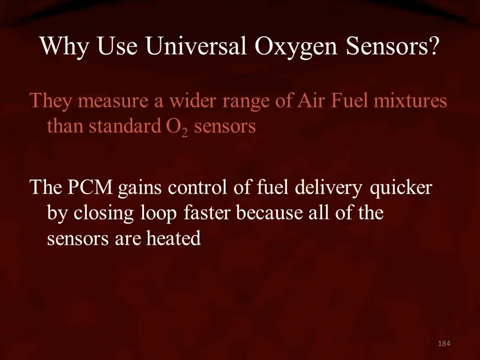 Why Use Universal Oxygen Sensors?
They measure a wider range of Air Fuel mixtures
than standard O₂ sensors
The PCM gains control of fuel delivery quicker
by closing loop faster because all of the
sensors are heated
184